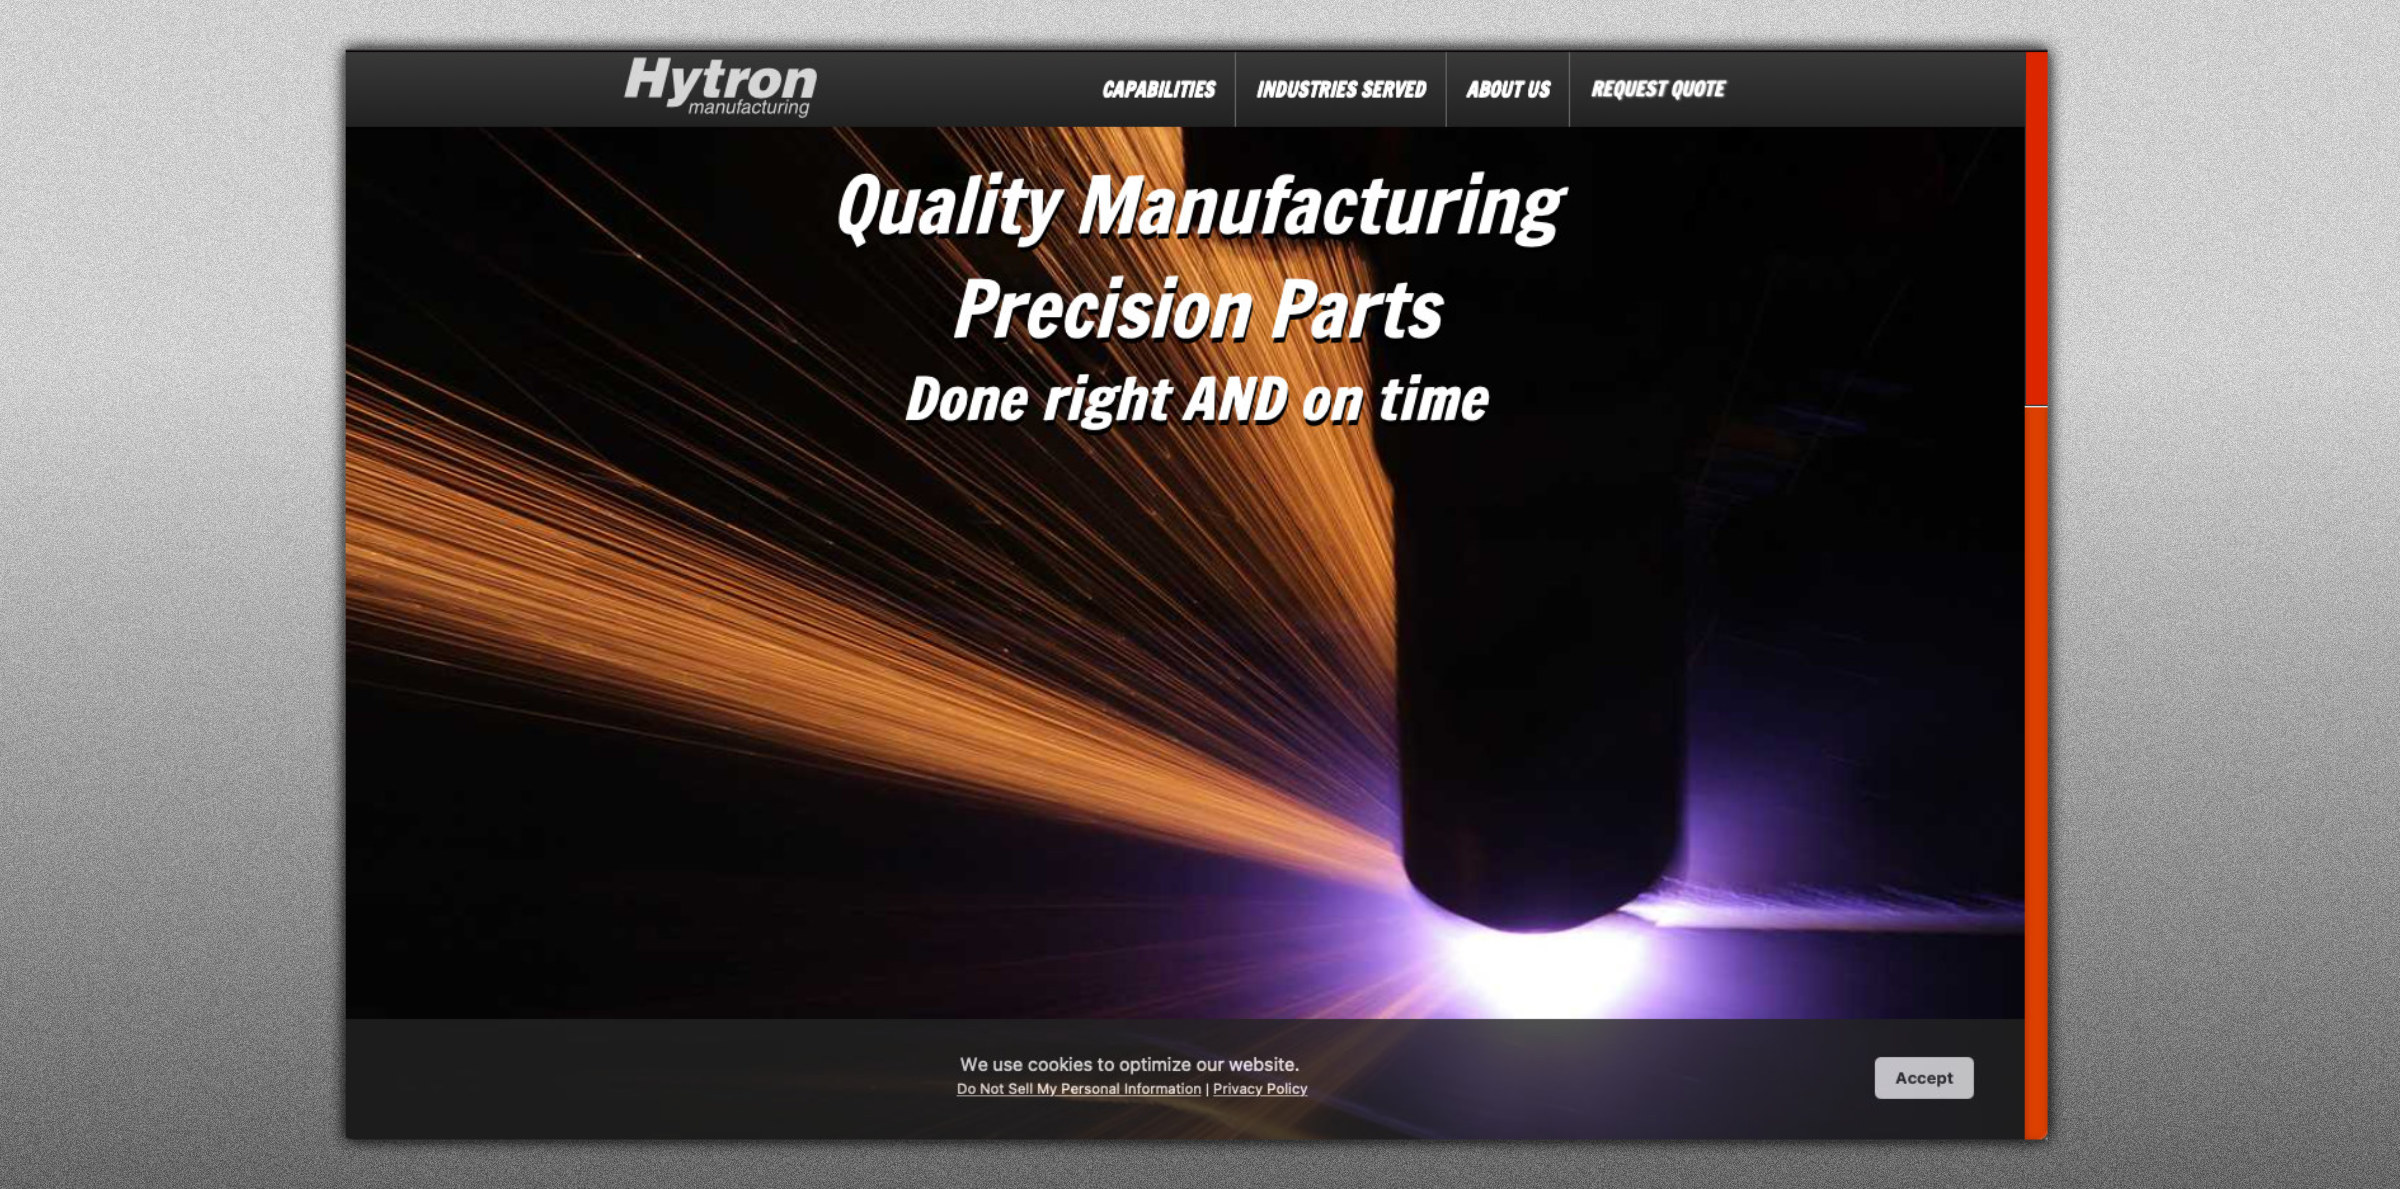 Hytron
manufacturing
CAPABILITIES
INDUSTRIES SERVED
ABOUT US
REQUEST QUOTE
Quality Manufacturing
Precision Parts
Done right AND on time
We use cookies to optimize our website.
Do Not Sell My Personal Information | Privacy Policy
Accept